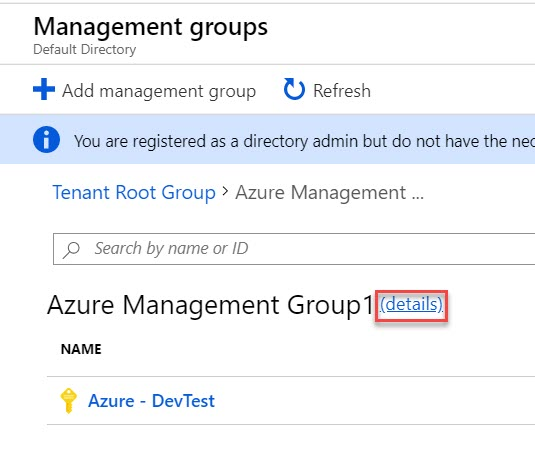 Management groups
Default Directory
Add management group Refresh
You are registered as a directory admin but do not have the
Tenant Root Group > Azure Management ...
Search by name or ID
Azure Management Group1 (details)
NAME
Azure - DevTest